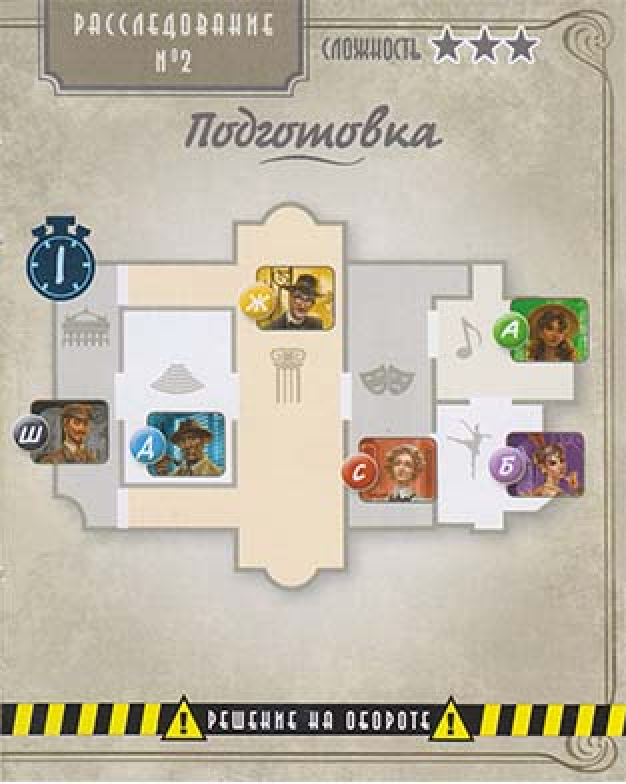 РАССЛЕДОВАНИЕ
№2
СЛОЖНОСТЬ
Подготовка
Ж
А
Ш
Д
С
Б
РЕШЕНИЕ НА ОБОРОТЕ